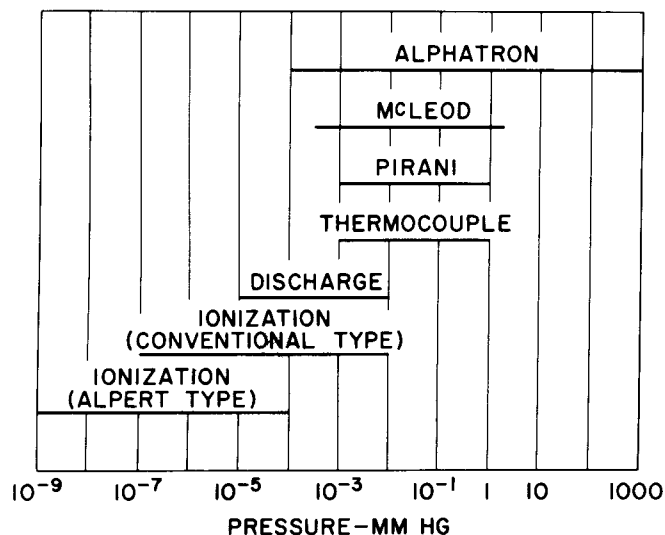 ALPHATRON
McLEOD
PIRANI
THERMOCOUPLE
DISCHARGE
IONIZATION
(CONVENTIONAL TYPE)
IONIZATION
(ALPERT TYPE)
10⁻⁹ 10⁻⁷ 10⁻⁵ 10⁻³ 10⁻¹ 1 10 1000
PRESSURE–MM HG